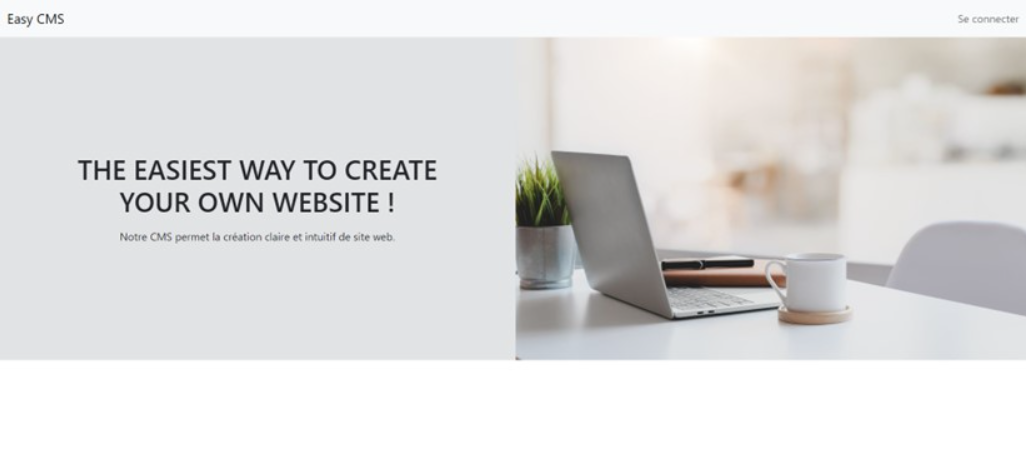 Easy CMS
Se connecter
THE EASIEST WAY TO CREATE
YOUR OWN WEBSITE !
Notre CMS permet la création claire et intuitif de site web.